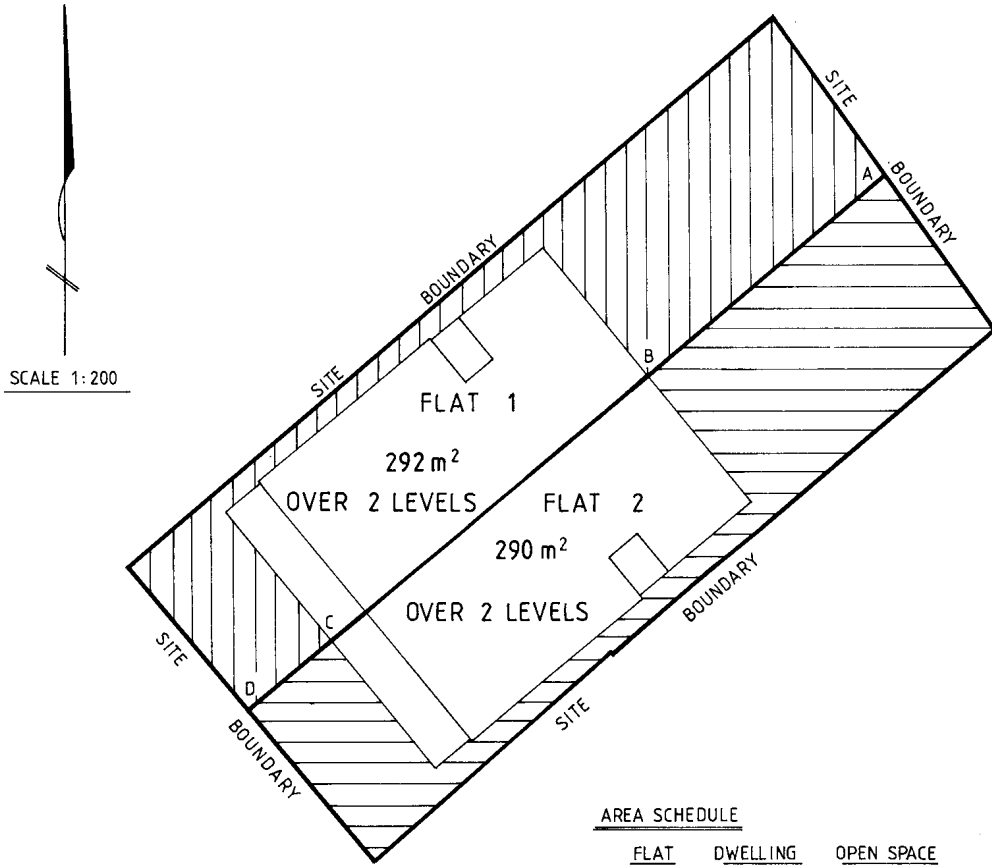 SITE
BOUNDARY
A
BOUNDARY
SITE
B
SCALE 1:200
FLAT 1
292 m²
OVER 2 LEVELS
FLAT 2
290 m²
OVER 2 LEVELS
BOUNDARY
C
SITE
D
BOUNDARY
SITE
AREA SCHEDULE
FLAT DWELLING OPEN SPACE